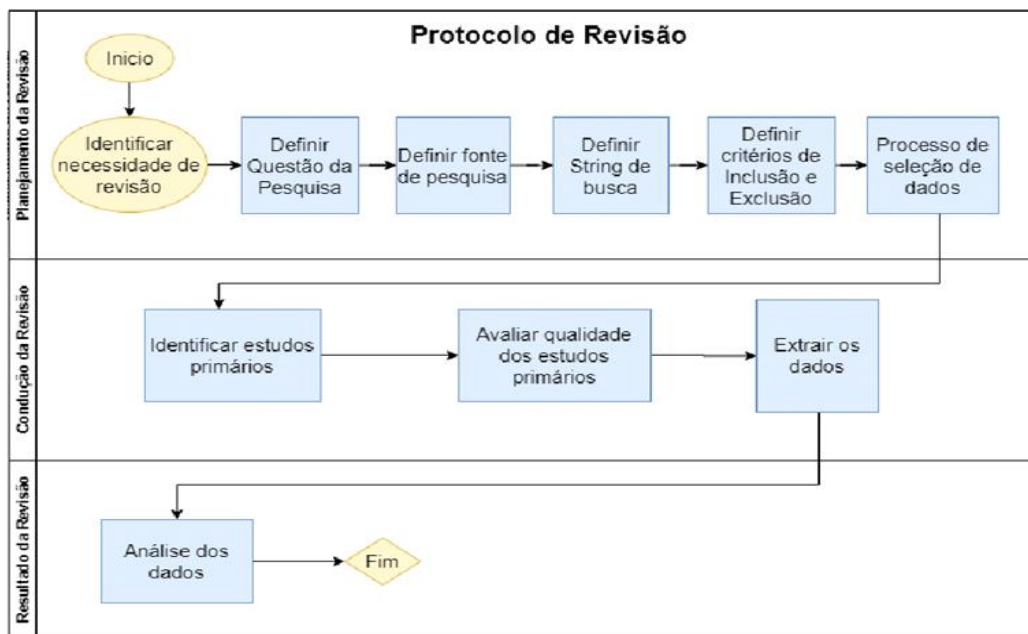 Protocolo de Revisão
Planejamento da Revisão
Inicio
Identificar
necessidade de
revisão
Definir
Questão da
Pesquisa
Definir fonte
de pesquisa
Definir
String de
busca
Definir
critérios de
Inclusão e
Exclusão
Processo de
seleção de
dados
Condução da Revisão
Identificar estudos
primários
Avaliar qualidade
dos estudos
primários
Extrair os
dados
Resultado da Revisão
Análise dos
dados
Fim